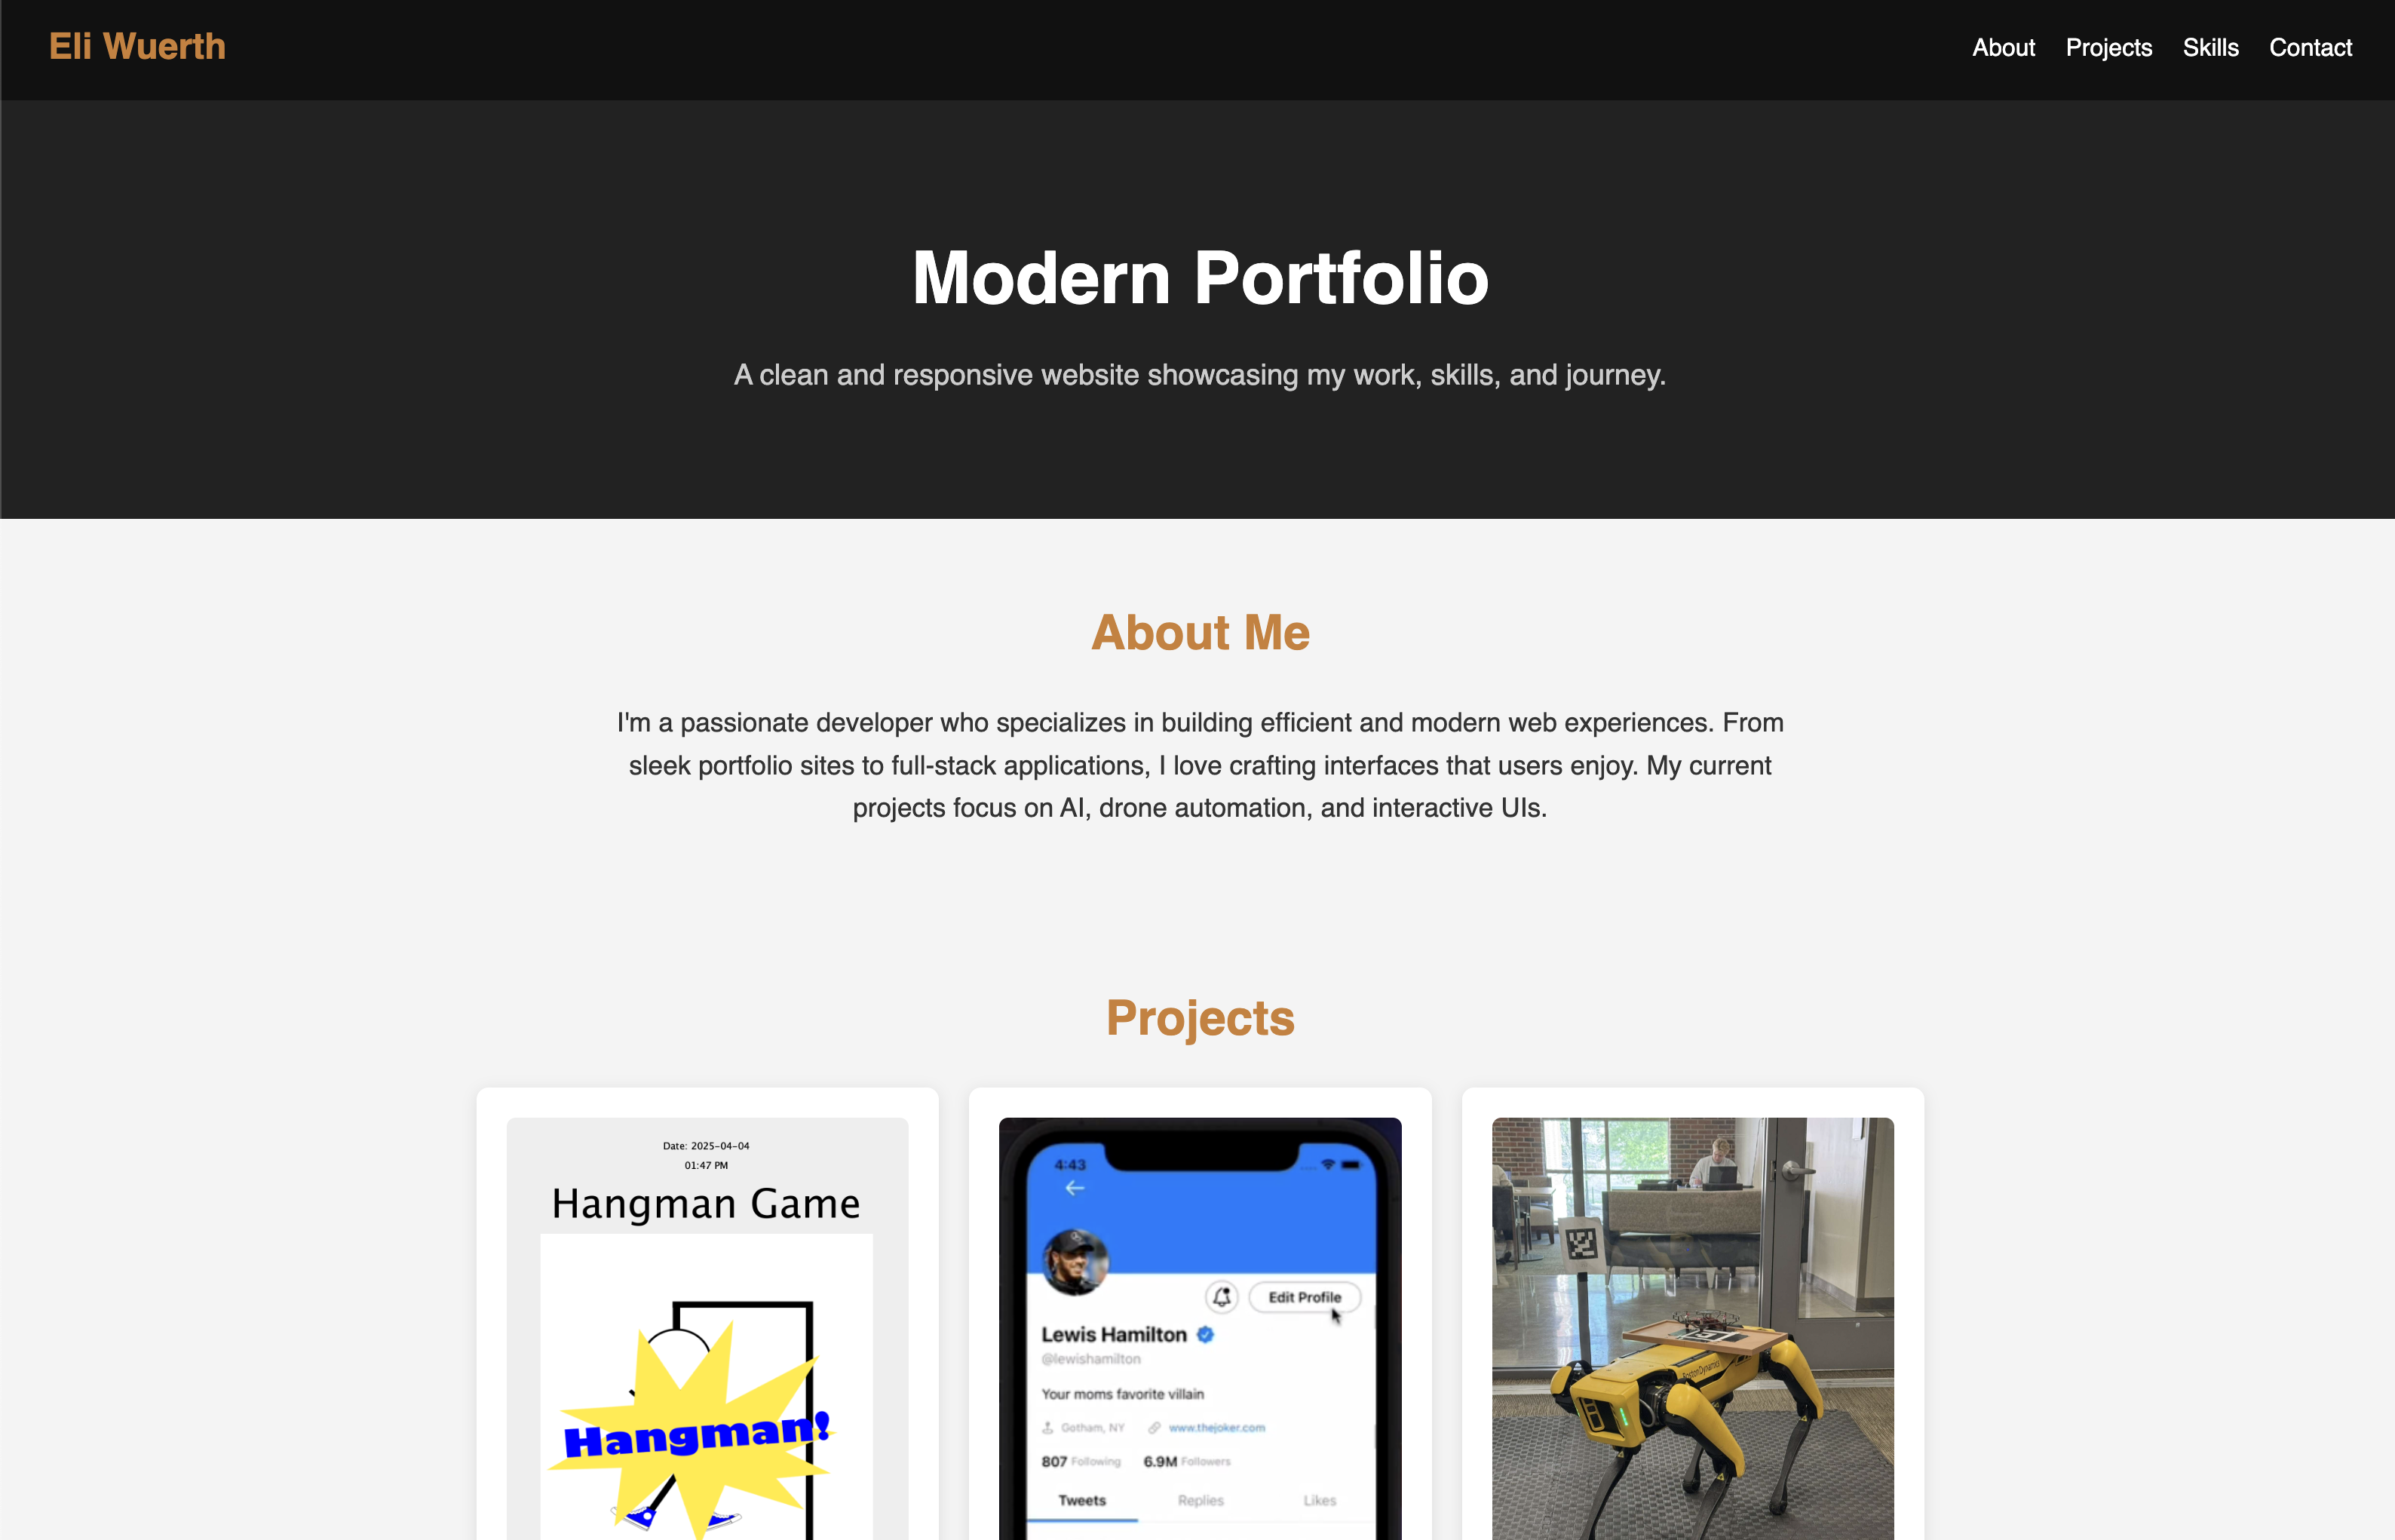 Eli Wuerth
About Projects Skills Contact
Modern Portfolio
A clean and responsive website showcasing my work, skills, and journey.
About Me
I'm a passionate developer who specializes in building efficient and modern web experiences. From
sleek portfolio sites to full-stack applications, I love crafting interfaces that users enjoy. My current
projects focus on AI, drone automation, and interactive UIs.
Projects
Date: 2025-04-04
01:47 PM
Hangman Game
Hangman!
4:43
Edit Profile
Lewis Hamilton
@lewishamilton
Your moms favorite villain
Gotham, NY www.thejoker.com
807 Following 6.9M Followers
Tweets Replies Likes
BostonDynamics